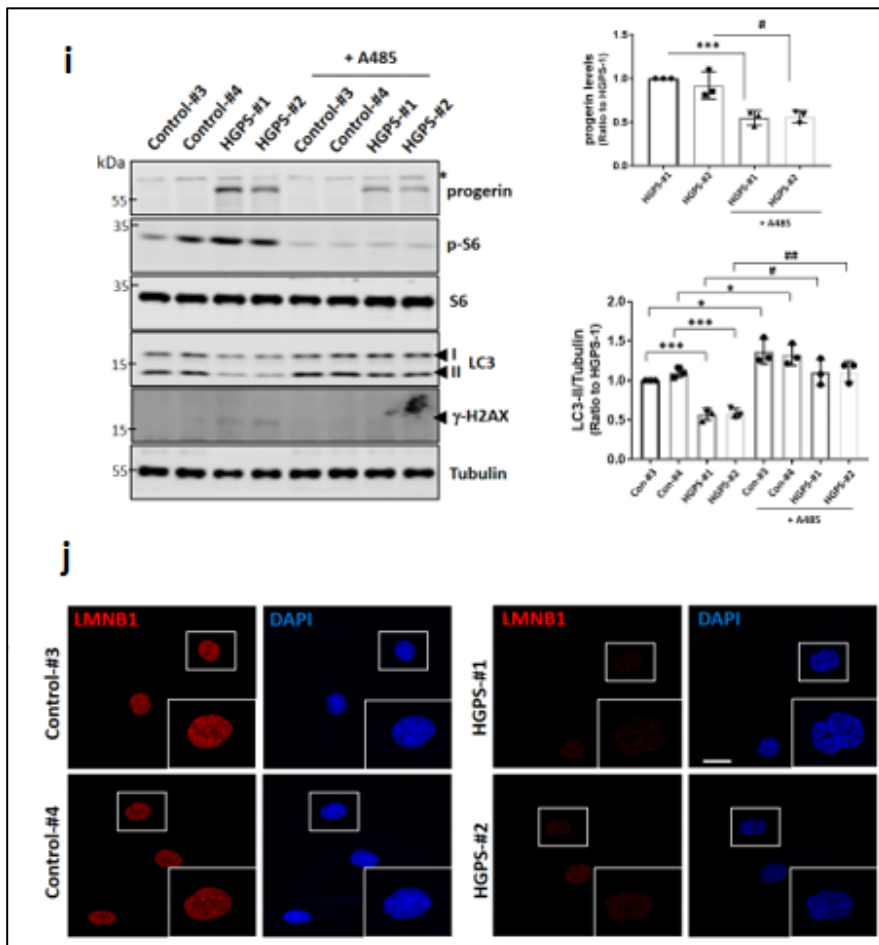 i
+ A485
Control-#3
Control-#4
HGPS-#1
HGPS-#2
Control-#3
Control-#4
HGPS-#1
HGPS-#2
kDa
*
55
progerin
35
p-S6
35
S6
I
LC3
15
II
γ-H2AX
15
55
Tubulin
#
***
1.5
1.0
0.5
0.0
progerin levels
(Ratio to HGPS-1)
HGPS-#1
HGPS-#2
HGPS-#1
HGPS-#2
+ A485
##
#
*
*
***
***
2.0
1.5
1.0
0.5
0.0
LC3-II/Tubulin
(Ratio to HGPS-1)
Con-#3
Con-#4
HGPS-#1
HGPS-#2
Con-#3
Con-#4
HGPS-#1
HGPS-#2
+ A485
j
LMNB1
DAPI
LMNB1
DAPI
Control-#3
HGPS-#1
Control-#4
HGPS-#2